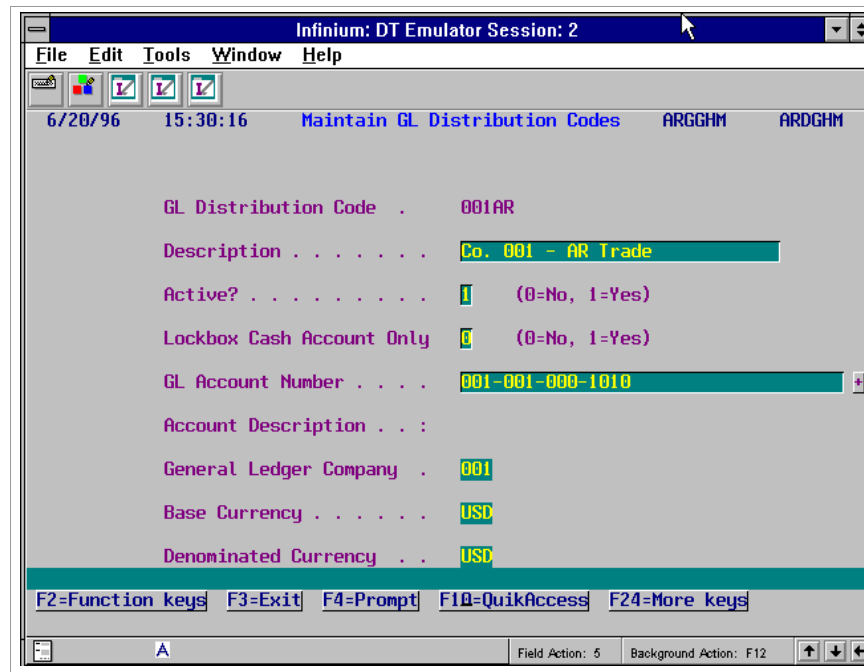 Infinium: DT Emulator Session: 2
File Edit Tools Window Help
6/20/96 15:30:16 Maintain GL Distribution Codes ARGGHM ARDGHM
GL Distribution Code . 001AR
Description . . . . . . . Co. 001 - AR Trade
Active? . . . . . . . . . 1 (0=No, 1=Yes)
Lockbox Cash Account Only 0 (0=No, 1=Yes)
GL Account Number . . . . 001-001-000-1010 +
Account Description . . :
General Ledger Company . 001
Base Currency . . . . . . USD
Denominated Currency . . USD
F2=Function keys F3=Exit F4=Prompt F10=QuikAccess F24=More keys
A Field Action: 5 Background Action: F12